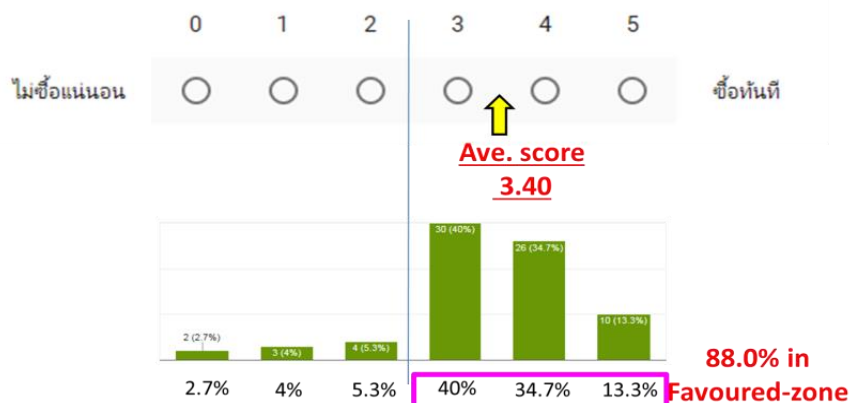 0 1 2 3 4 5
ไม่ซื้อแน่นอน ซื้อทันที
Ave. score
3.40
30 (40%)
26 (34.7%)
10 (13.3%)
2 (2.7%)
3 (4%)
4 (5.3%)
88.0% in
2.7% 4% 5.3% 40% 34.7% 13.3% Favoured-zone